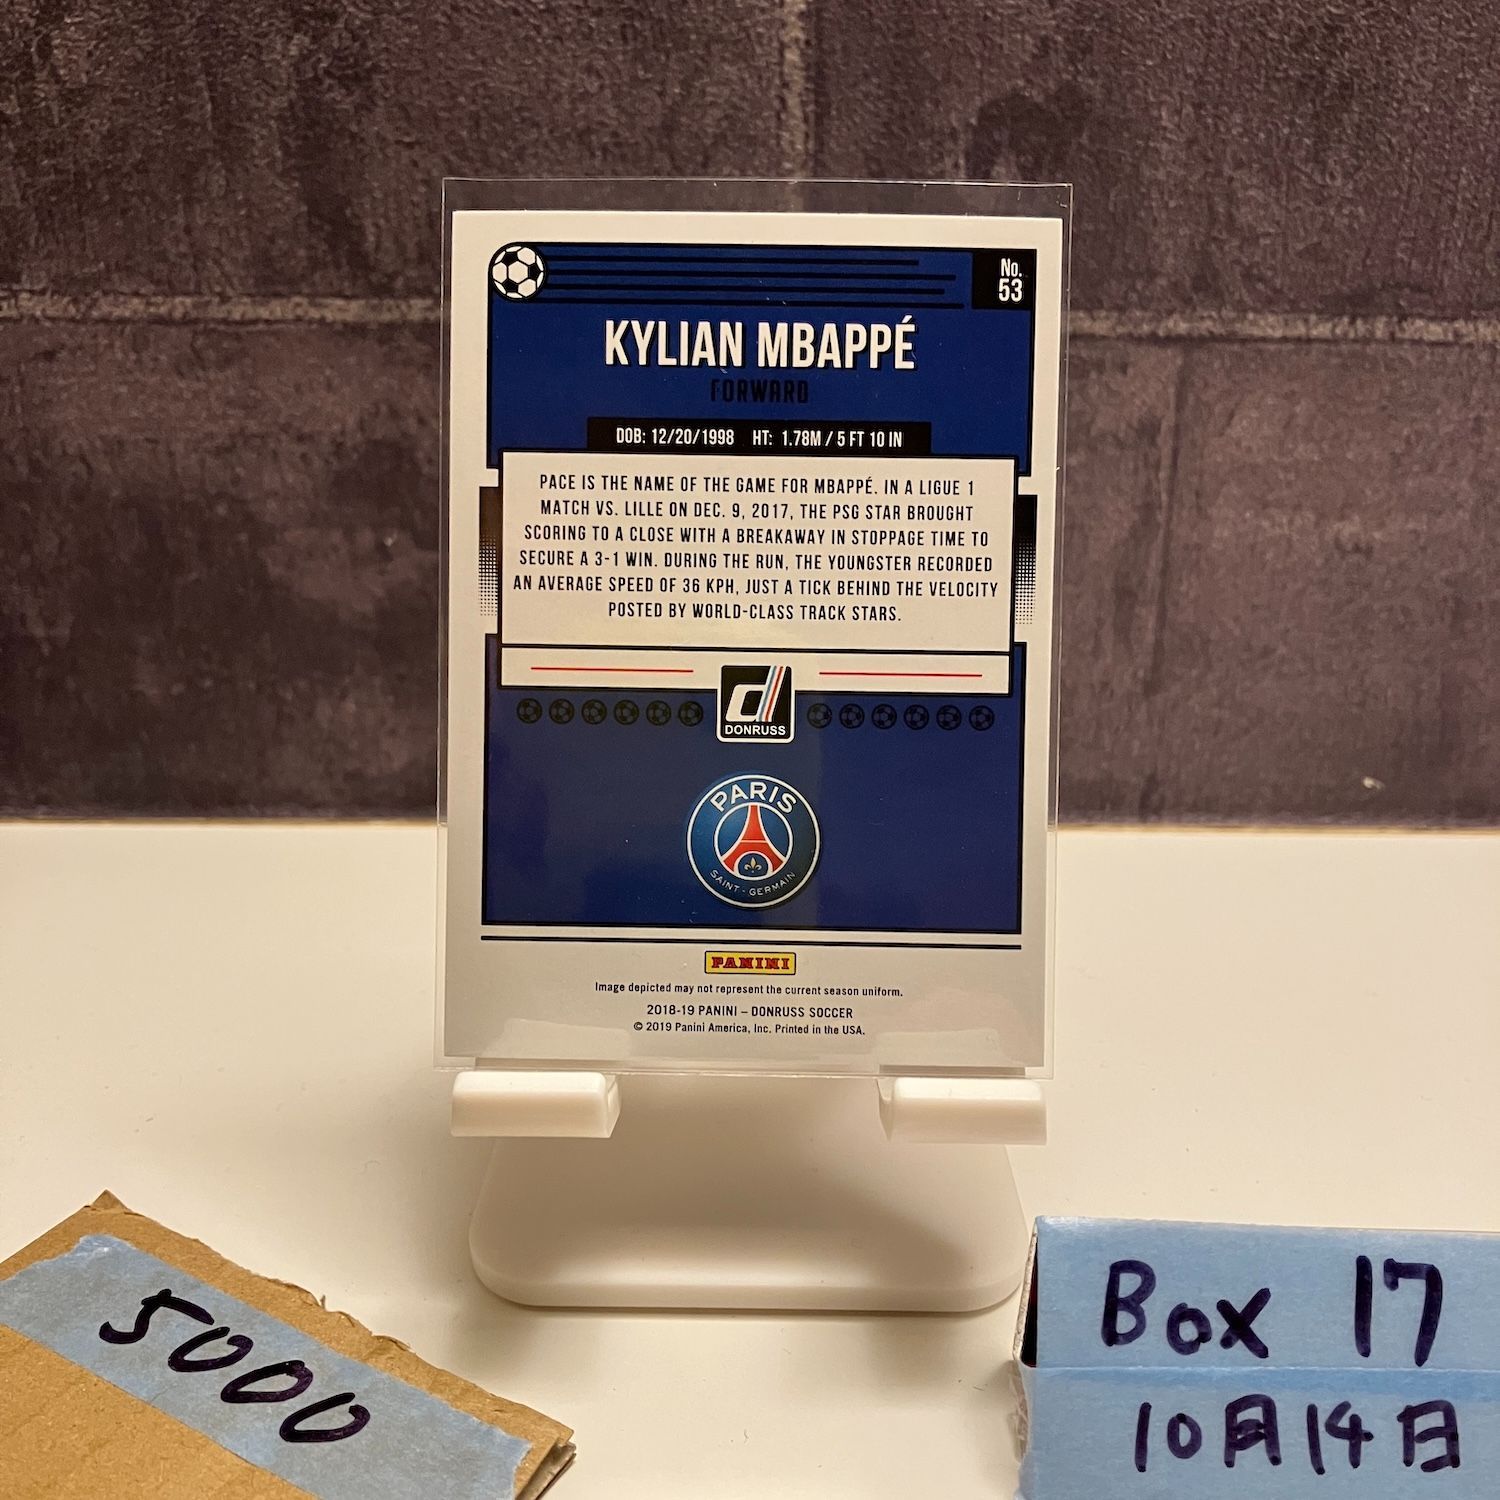 No.
53
KYLIAN MBAPPÉ
FORWARD
DOB: 12/20/1998 HT: 1.78M / 5 FT 10 IN
PACE IS THE NAME OF THE GAME FOR MBAPPÉ. IN A LIGUE 1
MATCH VS. LILLE ON DEC. 9, 2017, THE PSG STAR BROUGHT
SCORING TO A CLOSE WITH A BREAKAWAY IN STOPPAGE TIME TO
SECURE A 3-1 WIN. DURING THE RUN, THE YOUNGSTER RECORDED
AN AVERAGE SPEED OF 36 KPH, JUST A TICK BEHIND THE VELOCITY
POSTED BY WORLD-CLASS TRACK STARS.
d
DONRUSS
PARIS
SAINT-GERMAIN
PANINI
Image depicted may not represent the current season uniform.
2018-19 PANINI – DONRUSS SOCCER
© 2019 Panini America, Inc. Printed in the USA.
5000
Box 17
10月14日